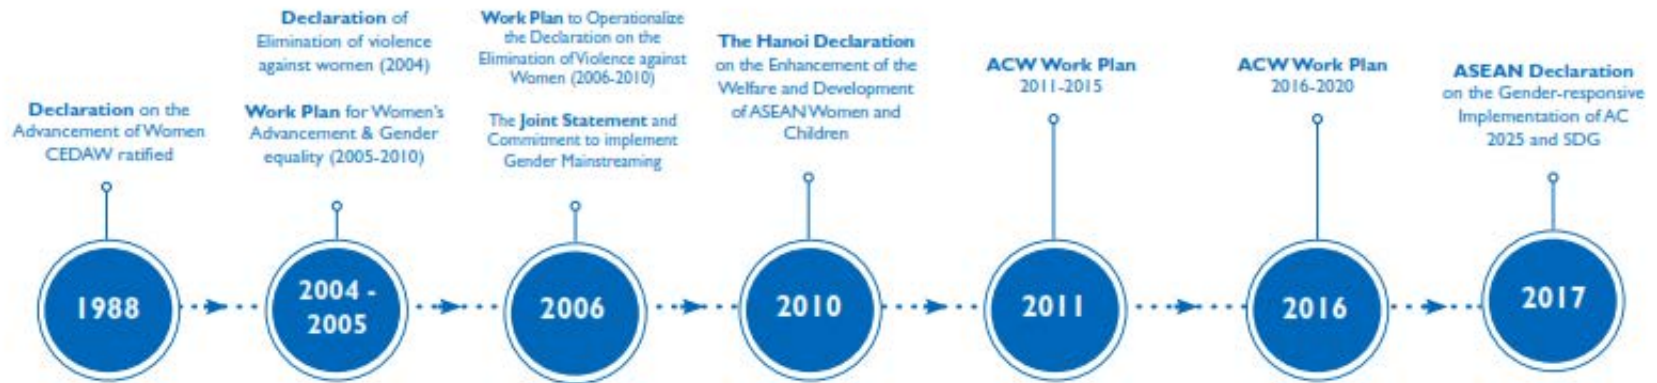 Declaration on the
Advancement of Women
CEDAW ratified
1988
Declaration of
Elimination of violence
against women (2004)
Work Plan for Women's
Advancement & Gender
equality (2005-2010)
2004 -
2005
Work Plan to Operationalize
the Declaration on the
Elimination of Violence against
Women (2006-2010)
The Joint Statement and
Commitment to implement
Gender Mainstreaming
2006
The Hanoi Declaration
on the Enhancement of the
Welfare and Development
of ASEAN Women and
Children
2010
ACW Work Plan
2011-2015
2011
ACW Work Plan
2016-2020
2016
ASEAN Declaration
on the Gender-responsive
Implementation of AC
2025 and SDG
2017